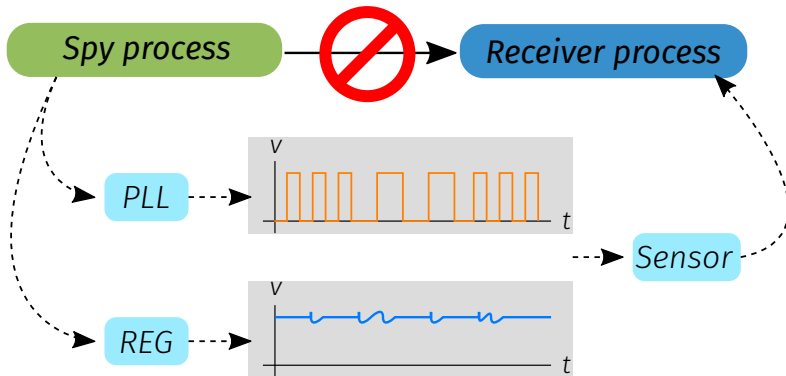 Spy process
Receiver process
v
PLL
t
Sensor
v
REG
t